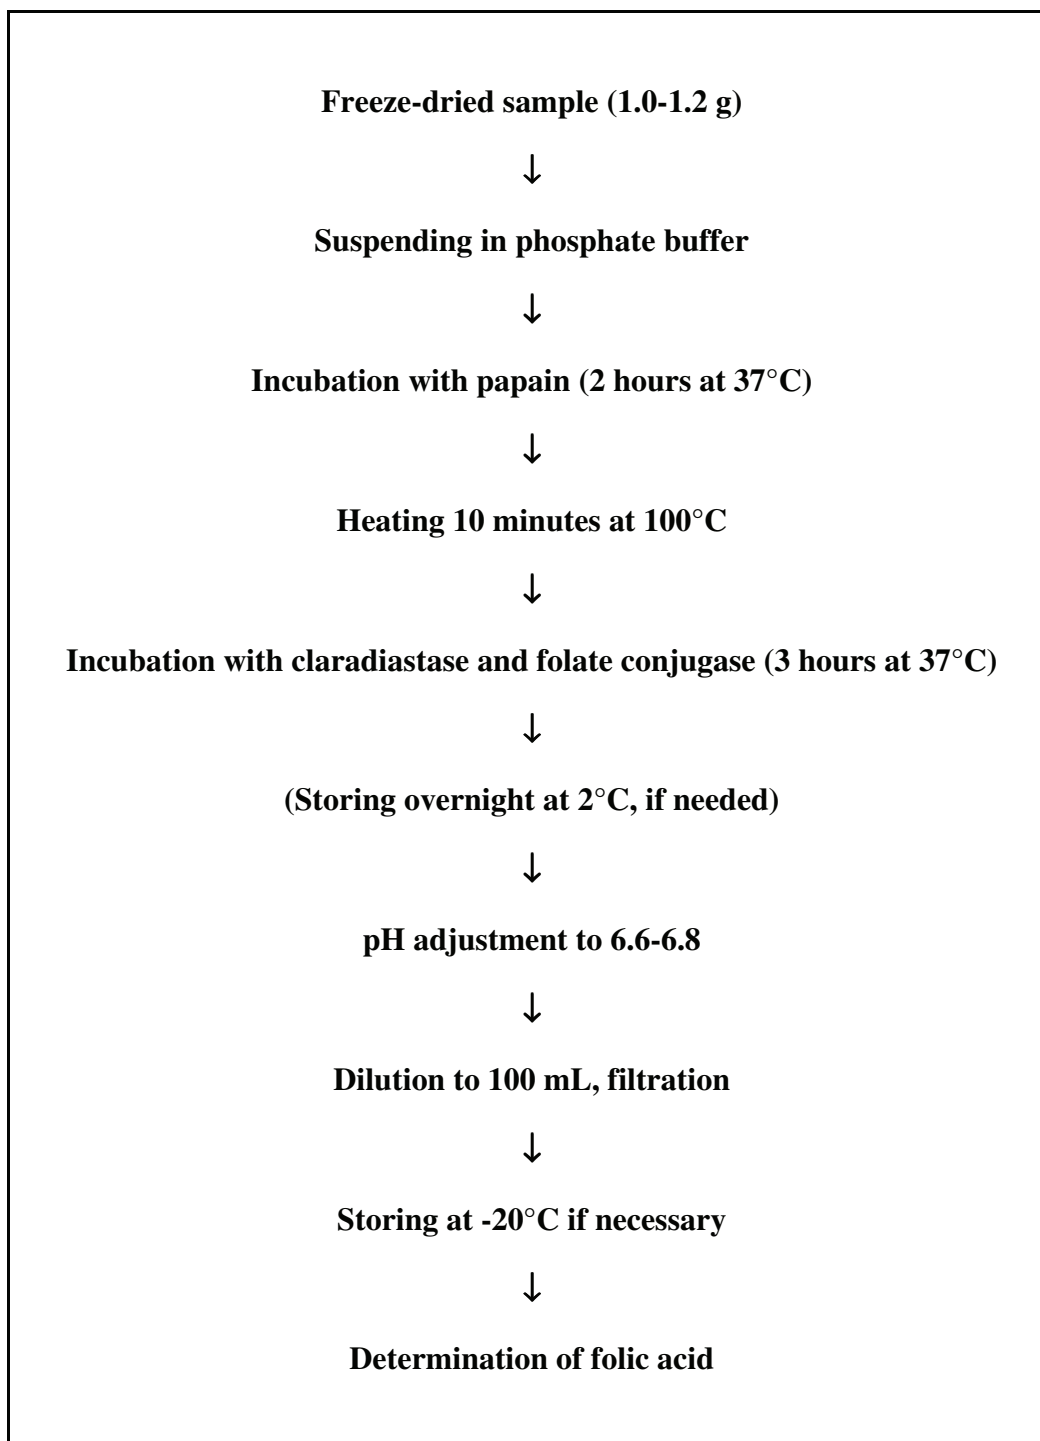 Freeze-dried sample (1.0-1.2 g)
↓
Suspending in phosphate buffer
↓
Incubation with papain (2 hours at 37°C)
↓
Heating 10 minutes at 100°C
↓
Incubation with claradiastase and folate conjugase (3 hours at 37°C)
↓
(Storing overnight at 2°C, if needed)
↓
pH adjustment to 6.6-6.8
↓
Dilution to 100 mL, filtration
↓
Storing at -20°C if necessary
↓
Determination of folic acid